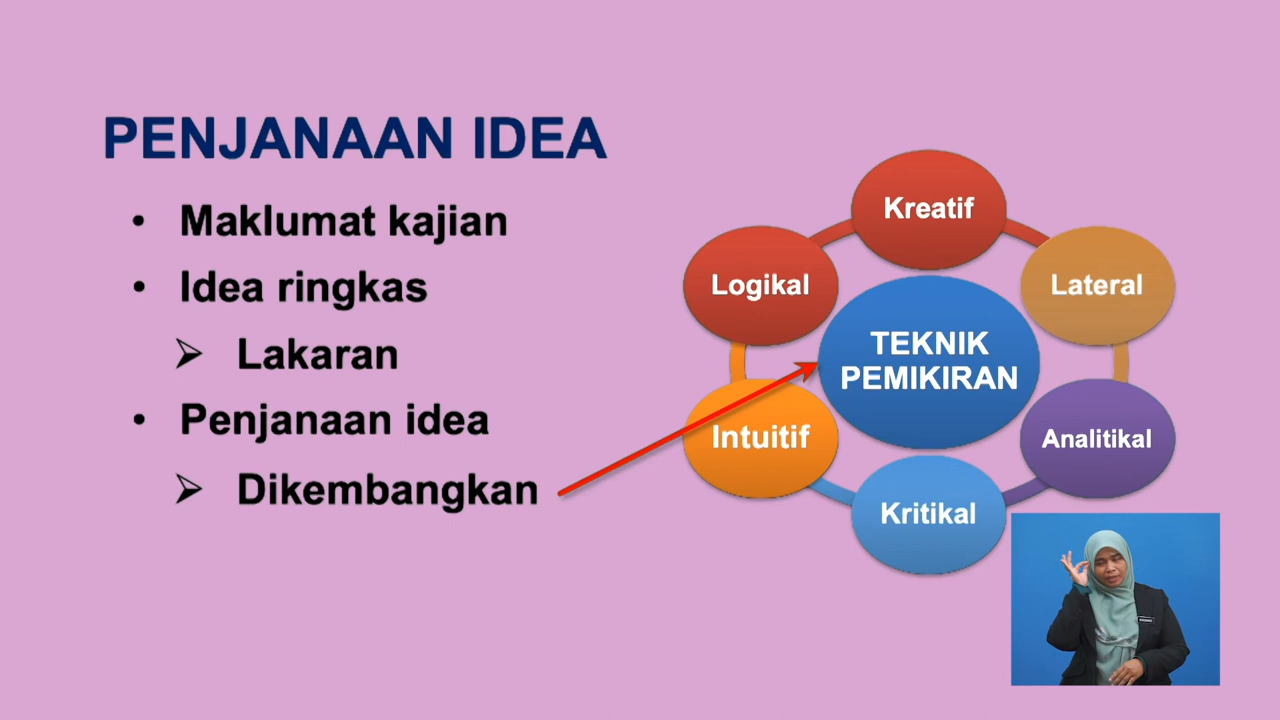 PENJANAAN IDEA
• Maklumat kajian
• Idea ringkas
➢ Lakaran
• Penjanaan idea
➢ Dikembangkan
Kreatif
Lateral
Analitikal
Kritikal
Intuitif
Logikal
TEKNIK
PEMIKIRAN